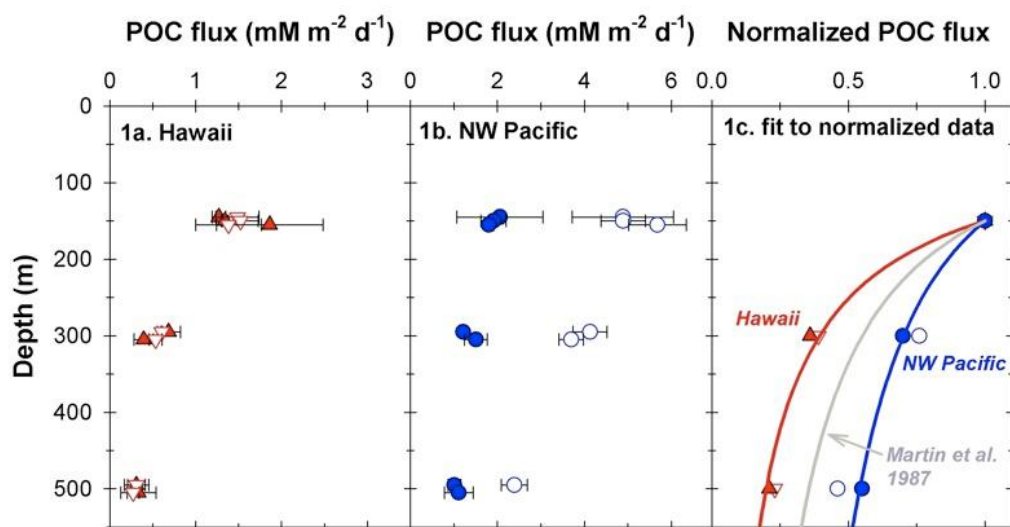 POC flux (mM m-2 d-1) POC flux (mM m-2 d-1) Normalized POC flux
0 1 2 3 0 2 4 6 0.0 0.5 1.0
0
1a. Hawaii 1b. NW Pacific 1c. fit to normalized data
100
200
Hawaii
300
NW Pacific
400
Martin et al.
1987
500
Depth (m)